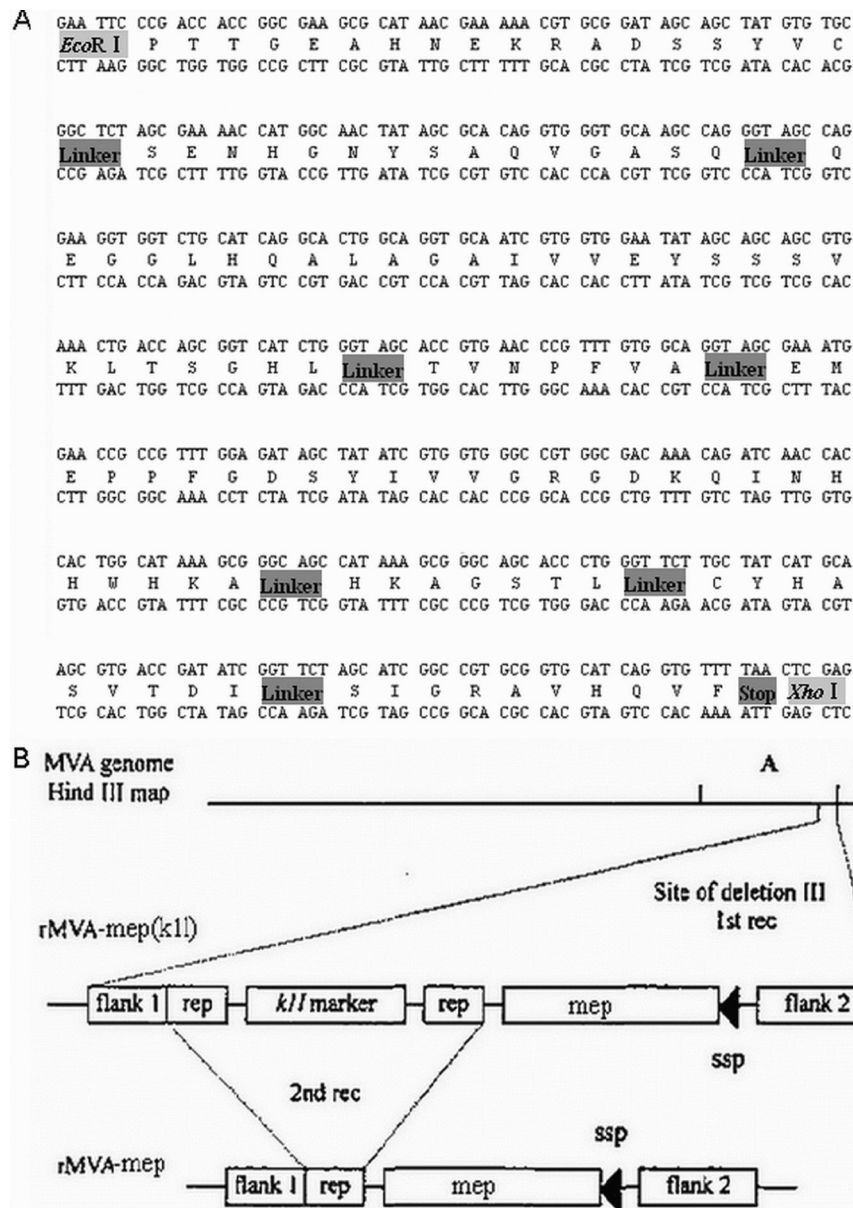 A
GAA TTC CCG ACC ACC GGC GAA GCG CAT AAC GAA AAA CGT GCG GAT AGC AGC TAT GTG TGC
EcoR I P T T G E A H N E K R A D S S Y V C
CTT AAG GGC TGG TGG CCG CTT CGC GTA TTG CTT TTT GCA CGC CTA TCG TCG ATA CAC ACG
GGC TCT AGC GAA AAC CAT GGC AAC TAT AGC GCA CAG GTG GGT GCA AGC CAG GGT AGC CAG
Linker S E N H G N Y S A Q V G A S Q Linker Q
CCG AGA TCG CTT TTG GTA CCG TTG ATA TCG CGT GTC CAC CCA CGT TCG GTC CCA TCG GTC
GAA GGT GGT CTG CAT CAG GCA CTG GCA GGT GCA ATC GTG GTG GAA TAT AGC AGC AGC GTG
E G G L H Q A L A G A I V V E Y S S S V
CTT CCA CCA GAC GTA GTC CGT GAC CGT CCA CGT TAG CAC CAC CTT ATA TCG TCG TCG CAC
AAA CTG ACC AGC GGT CAT CTG GGT AGC ACC GTG AAC CCG TTT GTG GCA GGT AGC GAA ATG
K L T S G H L Linker T V N P F V A Linker E M
TTT GAC TGG TCG CCA GTA GAC CCA TCG TGG CAC TTG GGC AAA CAC CGT CCA TCG CTT TAC
GAA CCG CCG TTT GGA GAT AGC TAT ATC GTG GTG GGC CGT GGC GAC AAA CAG ATC AAC CAC
E P P F G D S Y I V V G R G D K Q I N H
CTT GGC GGC AAA CCT CTA TCG ATA TAG CAC CAC CCG GCA CCG CTG TTT GTC TAG TTG GTG
CAC TGG CAT AAA GCG GGC AGC CAT AAA GCG GGC AGC ACC CTG GGT TCT TGC TAT CAT GCA
H W H K A Linker H K A G S T L Linker C Y H A
GTG ACC GTA TTT CGC CCG TCG GTA TTT CGC CCG TCG TGG GAC CCA AGA ACG ATA GTA CGT
AGC GTG ACC GAT ATC GGT TCT AGC ATC GGC CGT GCG GTG CAT CAG GTG TTT TAA CTC GAG
S V T D I Linker S I G R A V H Q V F Stop Xho I
TCG CAC TGG CTA TAG CCA AGA TCG TAG CCG GCA CGC CAC GTA GTC CAC AAA ATT GAG CTC
B
MVA genome
Hind III map
A
Site of deletion III
1st rec
rMVA-mep(k1l)
flank 1 rep k1l marker rep mep flank 2
ssp
2nd rec
ssp
rMVA-mep
flank 1 rep mep flank 2